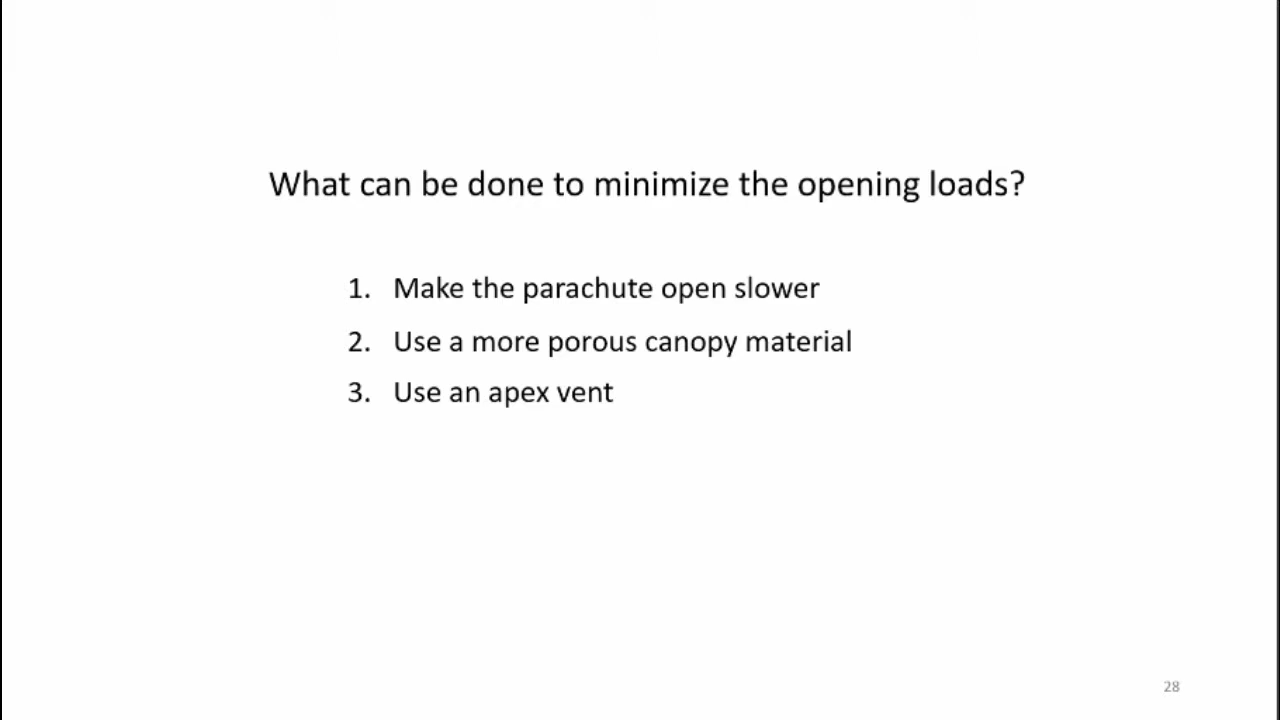 What can be done to minimize the opening loads?
1. Make the parachute open slower
2. Use a more porous canopy material
3. Use an apex vent
28